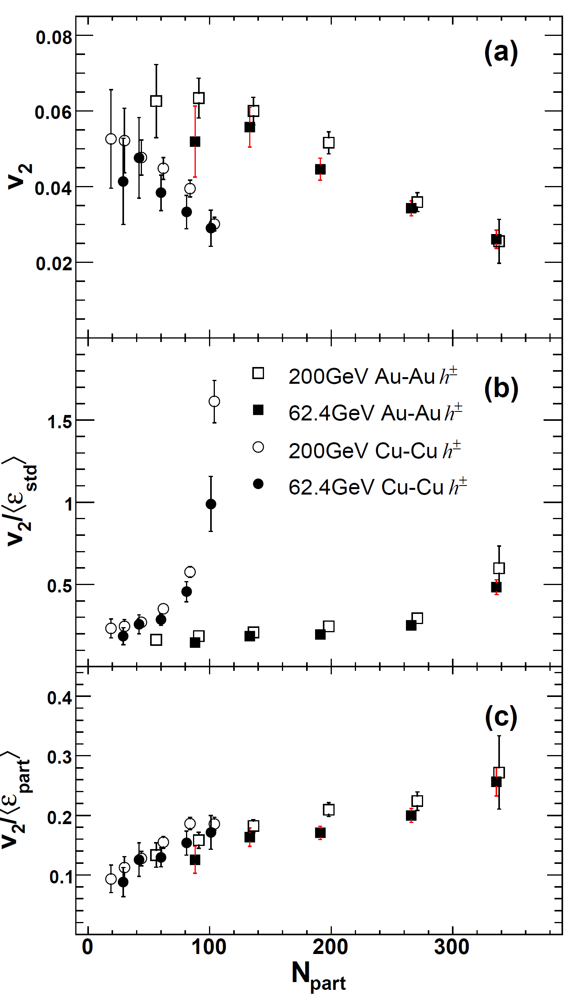 (a)
0.08
0.06
0.04
0.02
v2
(b)
200GeV Au-Au h±
62.4GeV Au-Au h±
200GeV Cu-Cu h±
62.4GeV Cu-Cu h±
1.5
1
0.5
v2/⟨εstd⟩
(c)
0.4
0.3
0.2
0.1
v2/⟨εpart⟩
0 100 200 300
Npart